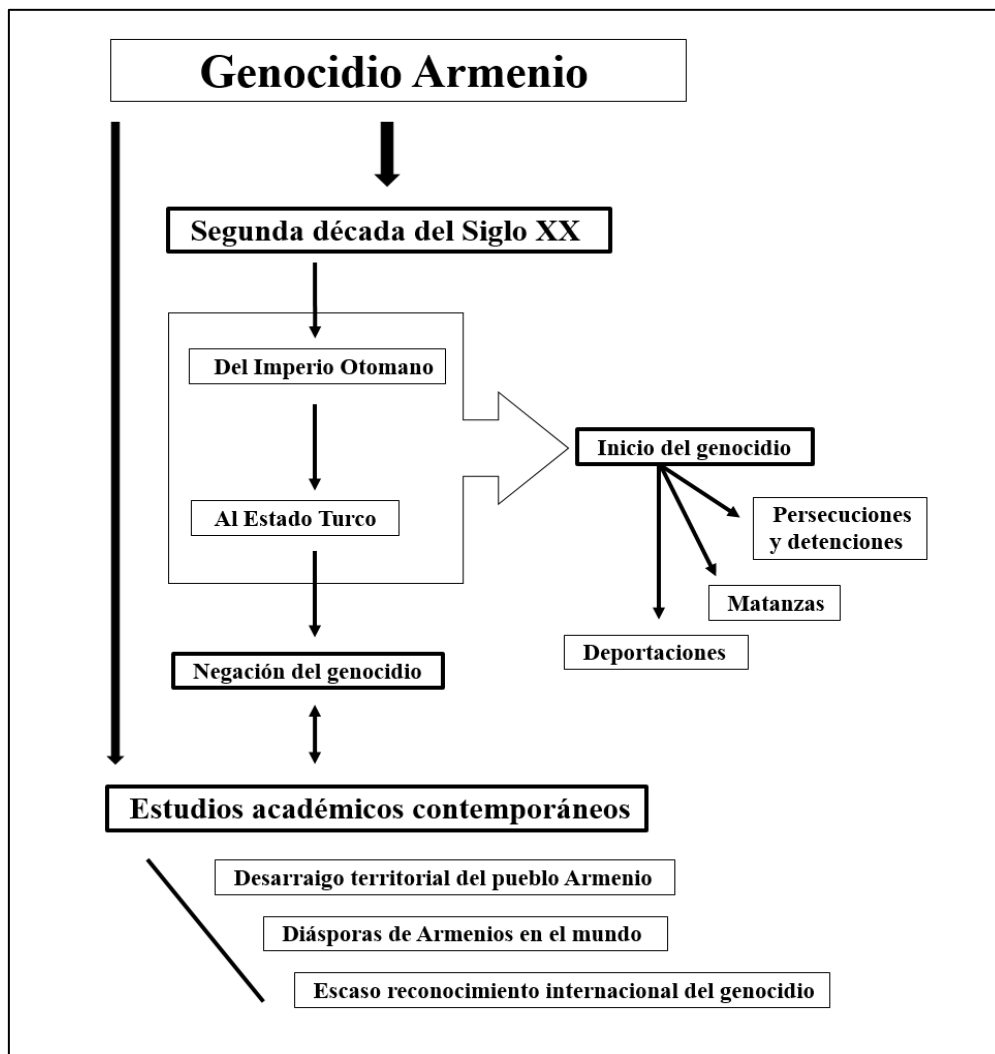 Genocidio Armenio
Segunda década del Siglo XX
Del Imperio Otomano
Al Estado Turco
Inicio del genocidio
Persecuciones
y detenciones
Matanzas
Deportaciones
Negación del genocidio
Estudios académicos contemporáneos
Desarraigo territorial del pueblo Armenio
Diásporas de Armenios en el mundo
Escaso reconocimiento internacional del genocidio